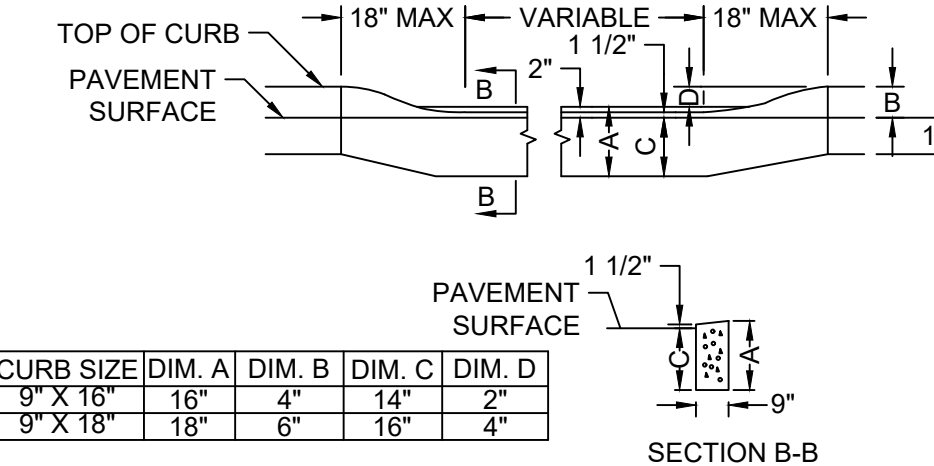 18" MAX VARIABLE 18" MAX
TOP OF CURB
1 1/2"
PAVEMENT
SURFACE
2"
B
D
B
A
C
1
B
1 1/2"
PAVEMENT
SURFACE
C
A
9"
SECTION B-B
CURB SIZE DIM. A DIM. B DIM. C DIM. D
9" X 16" 16" 4" 14" 2"
9" X 18" 18" 6" 16" 4"